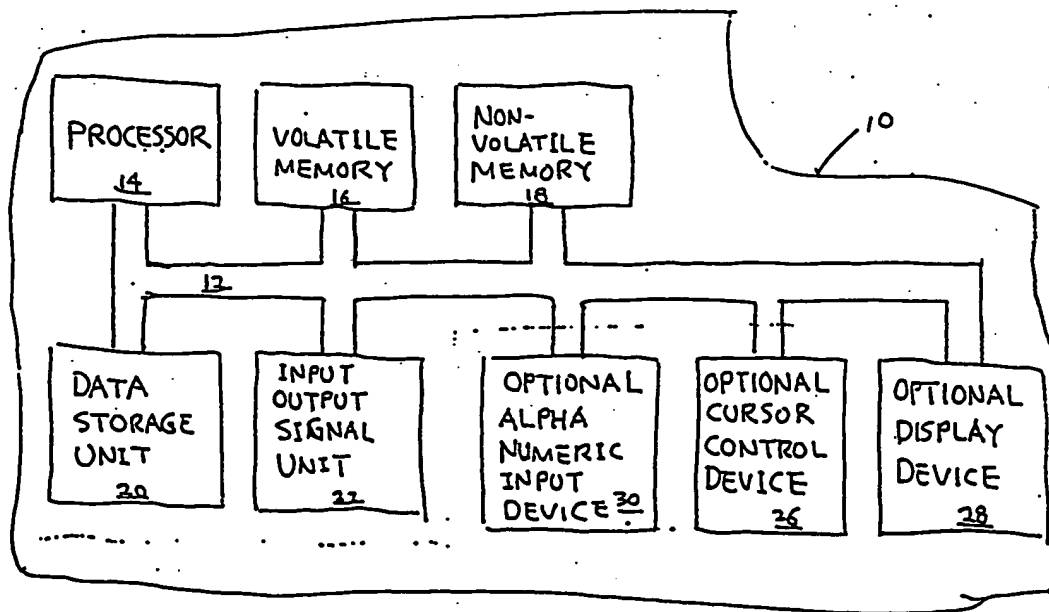 PROCESSOR
14
VOLATILE
MEMORY
16
NON-
VOLATILE
MEMORY
18
10
12
DATA
STORAGE
UNIT
20
INPUT
OUTPUT
SIGNAL
UNIT
22
OPTIONAL
ALPHA
NUMERIC
INPUT
DEVICE 30
OPTIONAL
CURSOR
CONTROL
DEVICE
26
OPTIONAL
DISPLAY
DEVICE
28